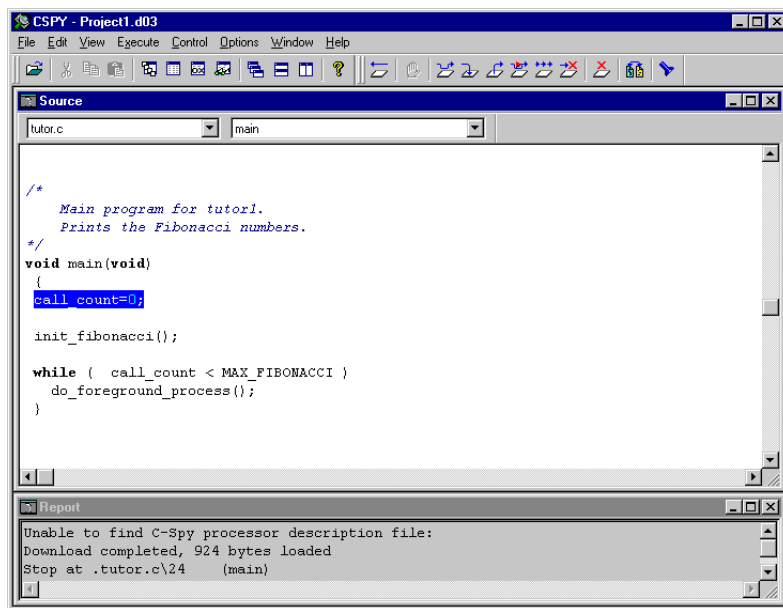 CSPY - Project1.d03
File Edit View Execute Control Options Window Help
Source
tutor.c main
/*
Main program for tutor1.
Prints the Fibonacci numbers.
*/
void main(void)
{
call_count=0;
init_fibonacci();
while ( call_count < MAX_FIBONACCI )
do_foreground_process();
}
Report
Unable to find C-Spy processor description file:
Download completed, 924 bytes loaded
Stop at .tutor.c\24 (main)